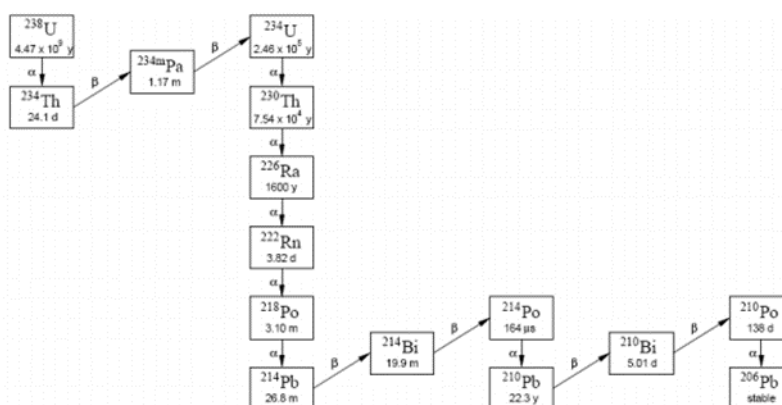 ²³⁸U
4.47 x 10⁹ y
α
²³⁴Th
24.1 d
β
²³⁴ᵐPa
1.17 m
β
²³⁴U
2.46 x 10⁵ y
α
²³⁰Th
7.54 x 10⁴ y
α
²²⁶Ra
1600 y
α
²²²Rn
3.82 d
α
²¹⁸Po
3.10 m
α
²¹⁴Pb
26.8 m
β
²¹⁴Bi
19.9 m
β
²¹⁴Po
164 µs
α
²¹⁰Pb
22.3 y
β
²¹⁰Bi
5.01 d
β
²¹⁰Po
138 d
α
²⁰⁶Pb
stable